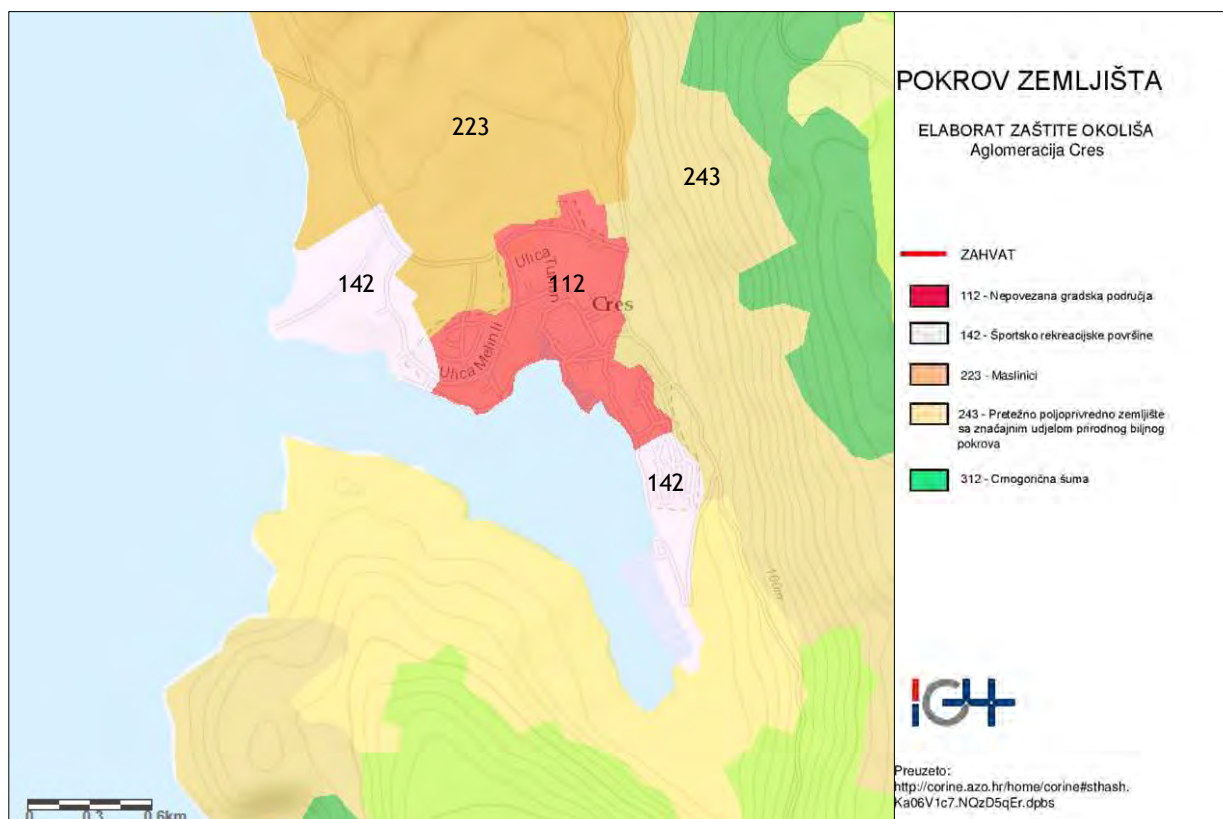 223
243
142
112
Ulica
Cres
Ulica Melin II
142
100m
0 0.3 0.6km
POKROV ZEMLJIŠTA
ELABORAT ZAŠTITE OKOLIŠA
Aglomeracija Cres
ZAHVAT
112 - Nepovezana gradska područja
142 - Športsko rekreacijske površine
223 - Maslinici
243 - Pretežno poljoprivredno zemljište
sa značajnim udjelom prirodnog biljnog
pokrova
312 - Crnogorična šuma
IGH
Preuzeto:
http://corine.azo.hr/home/corine#sthash.
Ka06V1c7.NQzD5qEr.dpbs